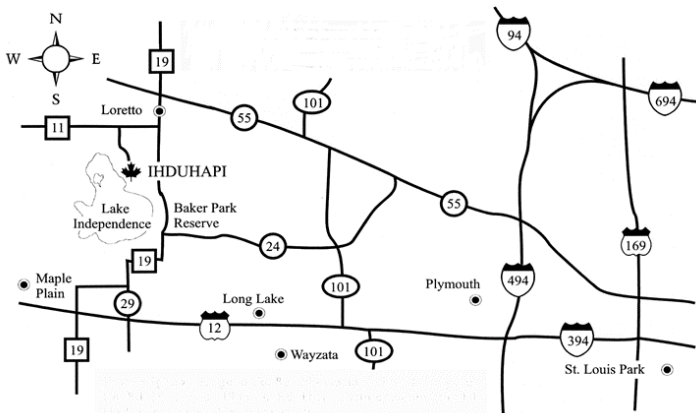 N
W
E
S
19
94
101
694
Loretto
55
11
IHDUHAPI
Lake
Independence
Baker Park
Reserve
55
24
169
19
Maple
Plain
29
Long Lake
101
Plymouth
494
12
19
Wayzata
101
394
St. Louis Park